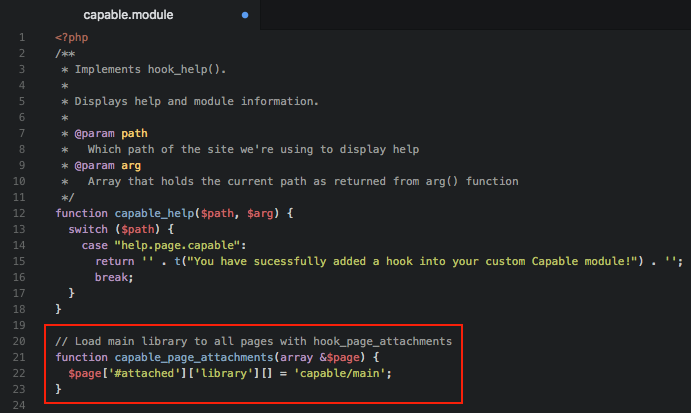 capable.module
1 <?php
2 /**
3  * Implements hook_help().
4  *
5  * Displays help and module information.
6  *
7  * @param path
8  *   Which path of the site we're using to display help
9  * @param arg
10  *   Array that holds the current path as returned from arg() function
11  */
12 function capable_help($path, $arg) {
13   switch ($path) {
14     case "help.page.capable":
15       return '' . t("You have sucessfully added a hook into your custom Capable module!") . '';
16       break;
17   }
18 }
19
20 // Load main library to all pages with hook_page_attachments
21 function capable_page_attachments(array &$page) {
22   $page['#attached']['library'][] = 'capable/main';
23 }
24